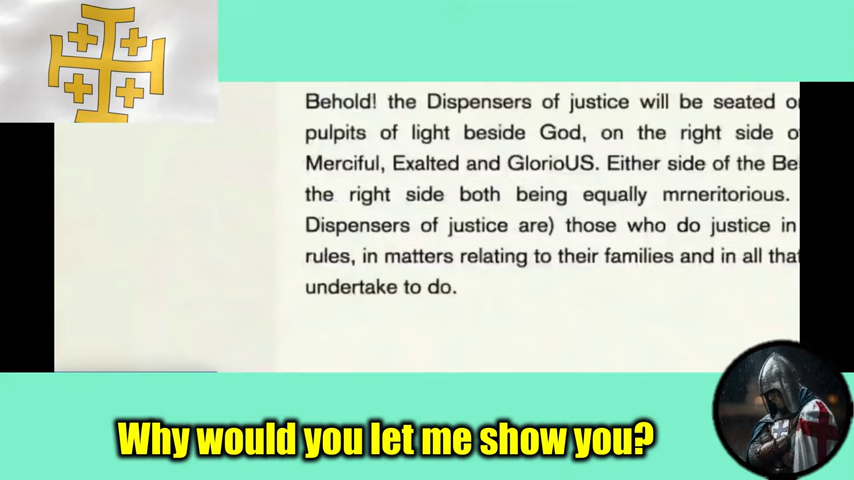 Behold! the Dispensers of justice will be seated
pulpits of light beside God, on the right side
Merciful, Exalted and GlorioUS. Either side of the
the right side both being equally mrneritorious.
Dispensers of justice are) those who do justice in
rules, in matters relating to their families and in all
undertake to do.
Why would you let me show you?